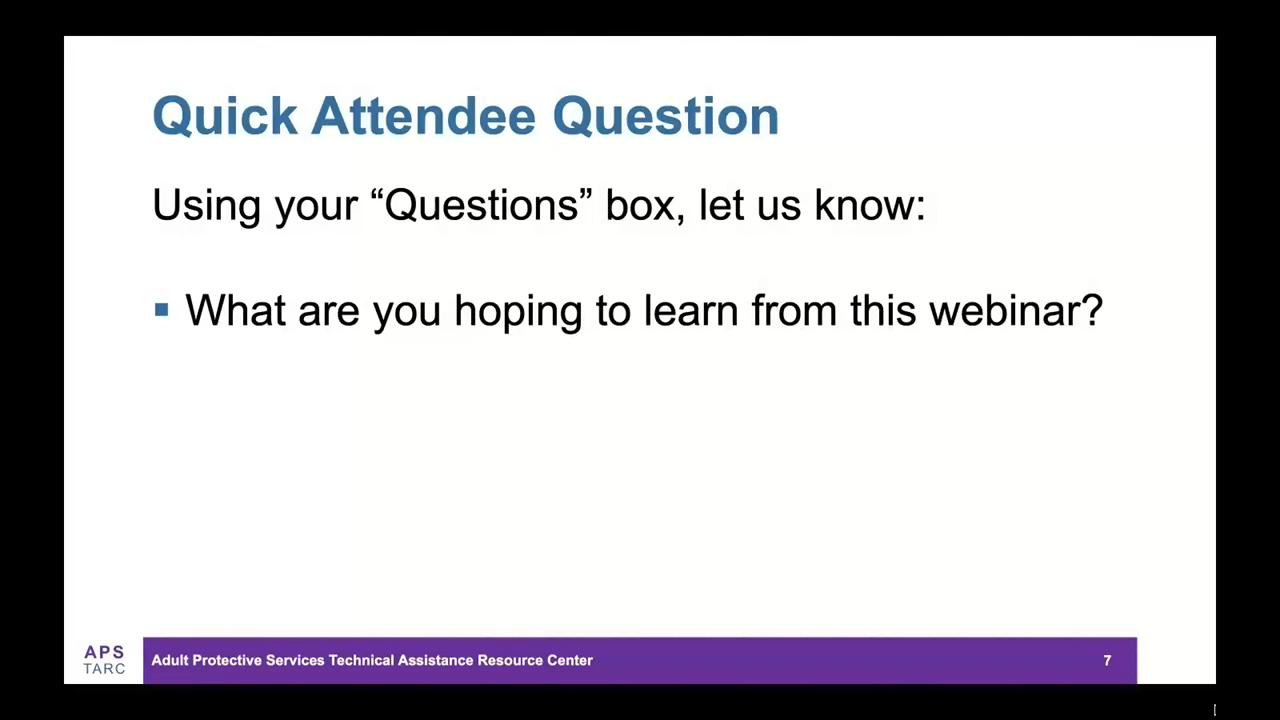 Quick Attendee Question
Using your “Questions” box, let us know:
▪ What are you hoping to learn from this webinar?
APS
TARC
Adult Protective Services Technical Assistance Resource Center
7